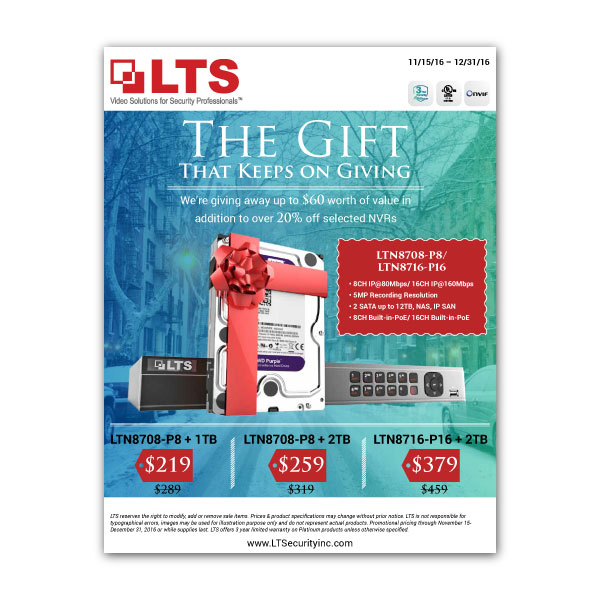 LTS
Video Solutions for Security Professionals™
11/15/16 – 12/31/16
ONVIF
THE GIFT
THAT KEEPS ON GIVING
We're giving away up to $60 worth of value in
addition to over 20% off selected NVRs
LTN8708-P8/
LTN8716-P16
• 8CH IP@80Mbps/ 16CH IP@160Mbps
• 5MP Recording Resolution
• 2 SATA up to 12TB, NAS, IP SAN
• 8CH Built-in-PoE/ 16CH Built-in-PoE
WD Purple™
LTS
LTN8708-P8 + 1TB
$219
$289
LTN8708-P8 + 2TB
$259
$319
LTN8716-P16 + 2TB
$379
$459
LTS reserves the right to modify, add or remove sale items. Prices & product specifications may change without prior notice. LTS is not responsible for
typographical errors, images may be used for illustration purpose only and do not represent actual products. Promotional pricing through November 15-
December 31, 2016 or while supplies last. LTS offers 3 year limited warranty on Platinum products unless otherwise specified.
www.LTSecurityinc.com